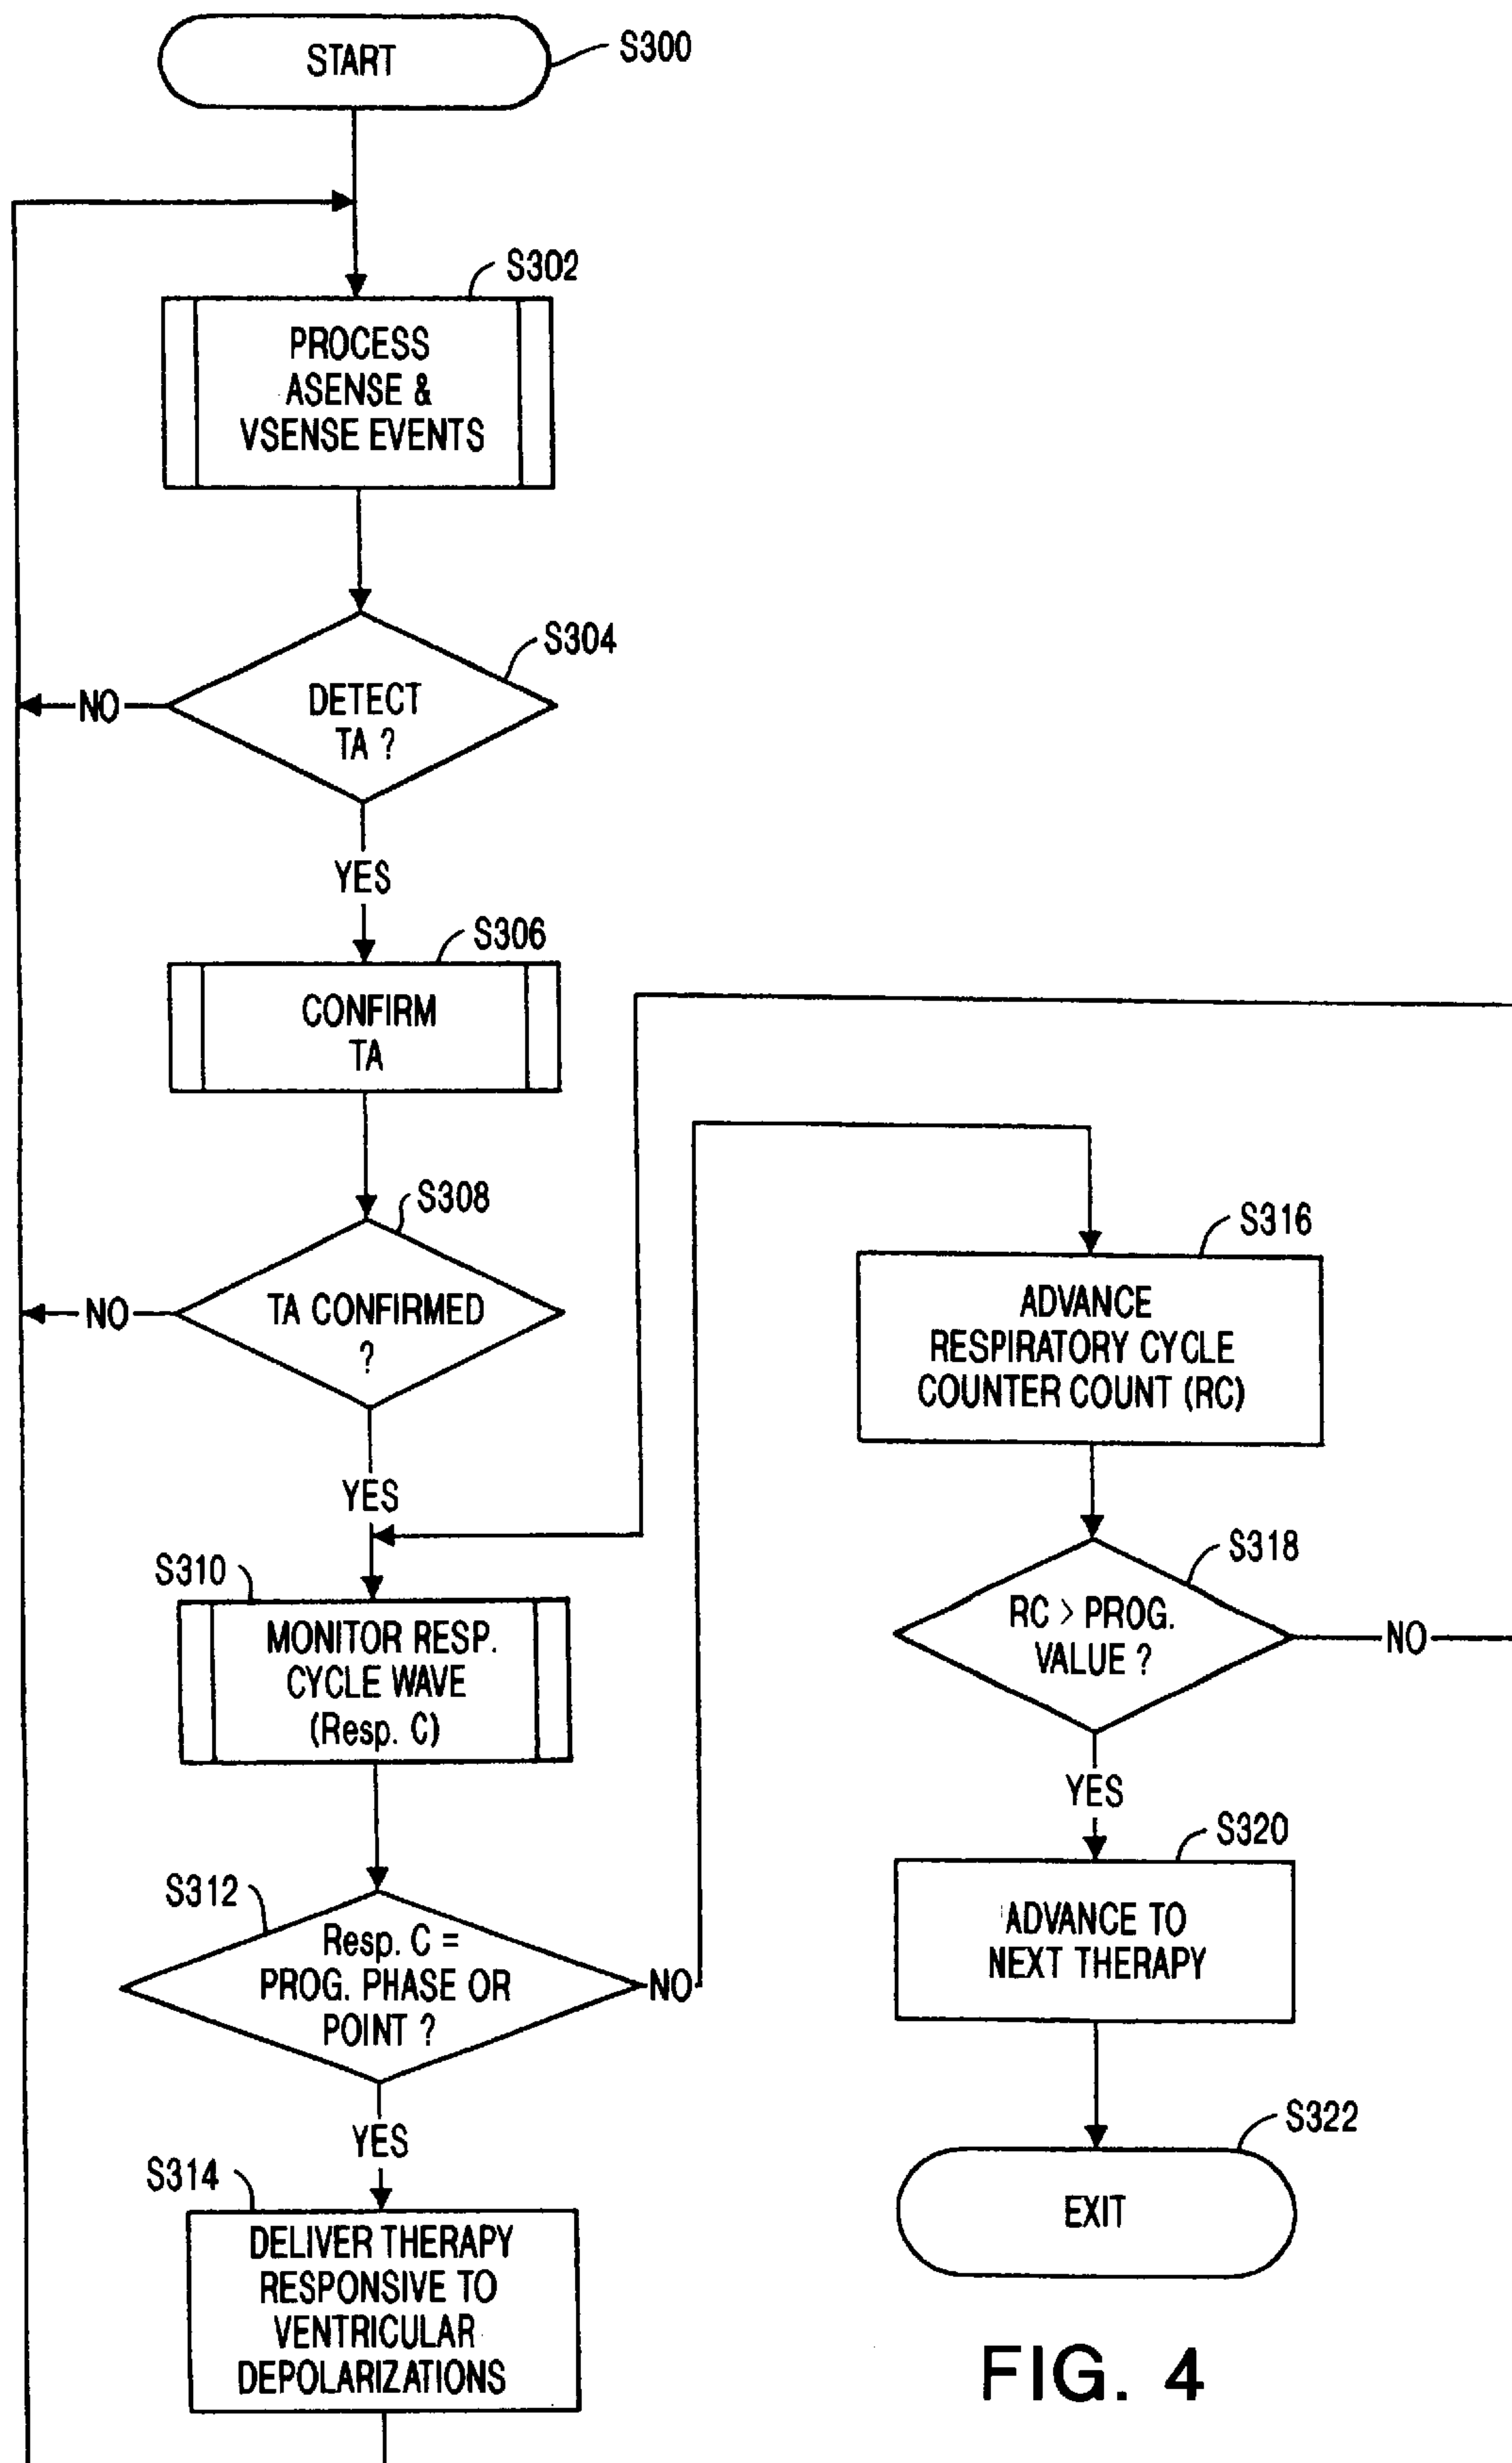 START
S300
S302
PROCESS
ASENSE &
VSENSE EVENTS
S304
DETECT
TA ?
NO
YES
S306
CONFIRM
TA
S308
TA CONFIRMED
?
NO
YES
S310
MONITOR RESP.
CYCLE WAVE
(Resp. C)
S312
Resp. C =
PROG. PHASE OR
POINT ?
NO
YES
S314
DELIVER THERAPY
RESPONSIVE TO
VENTRICULAR
DEPOLARIZATIONS
S316
ADVANCE
RESPIRATORY CYCLE
COUNTER COUNT (RC)
S318
RC > PROG.
VALUE ?
NO
YES
S320
ADVANCE TO
NEXT THERAPY
S322
EXIT
FIG. 4